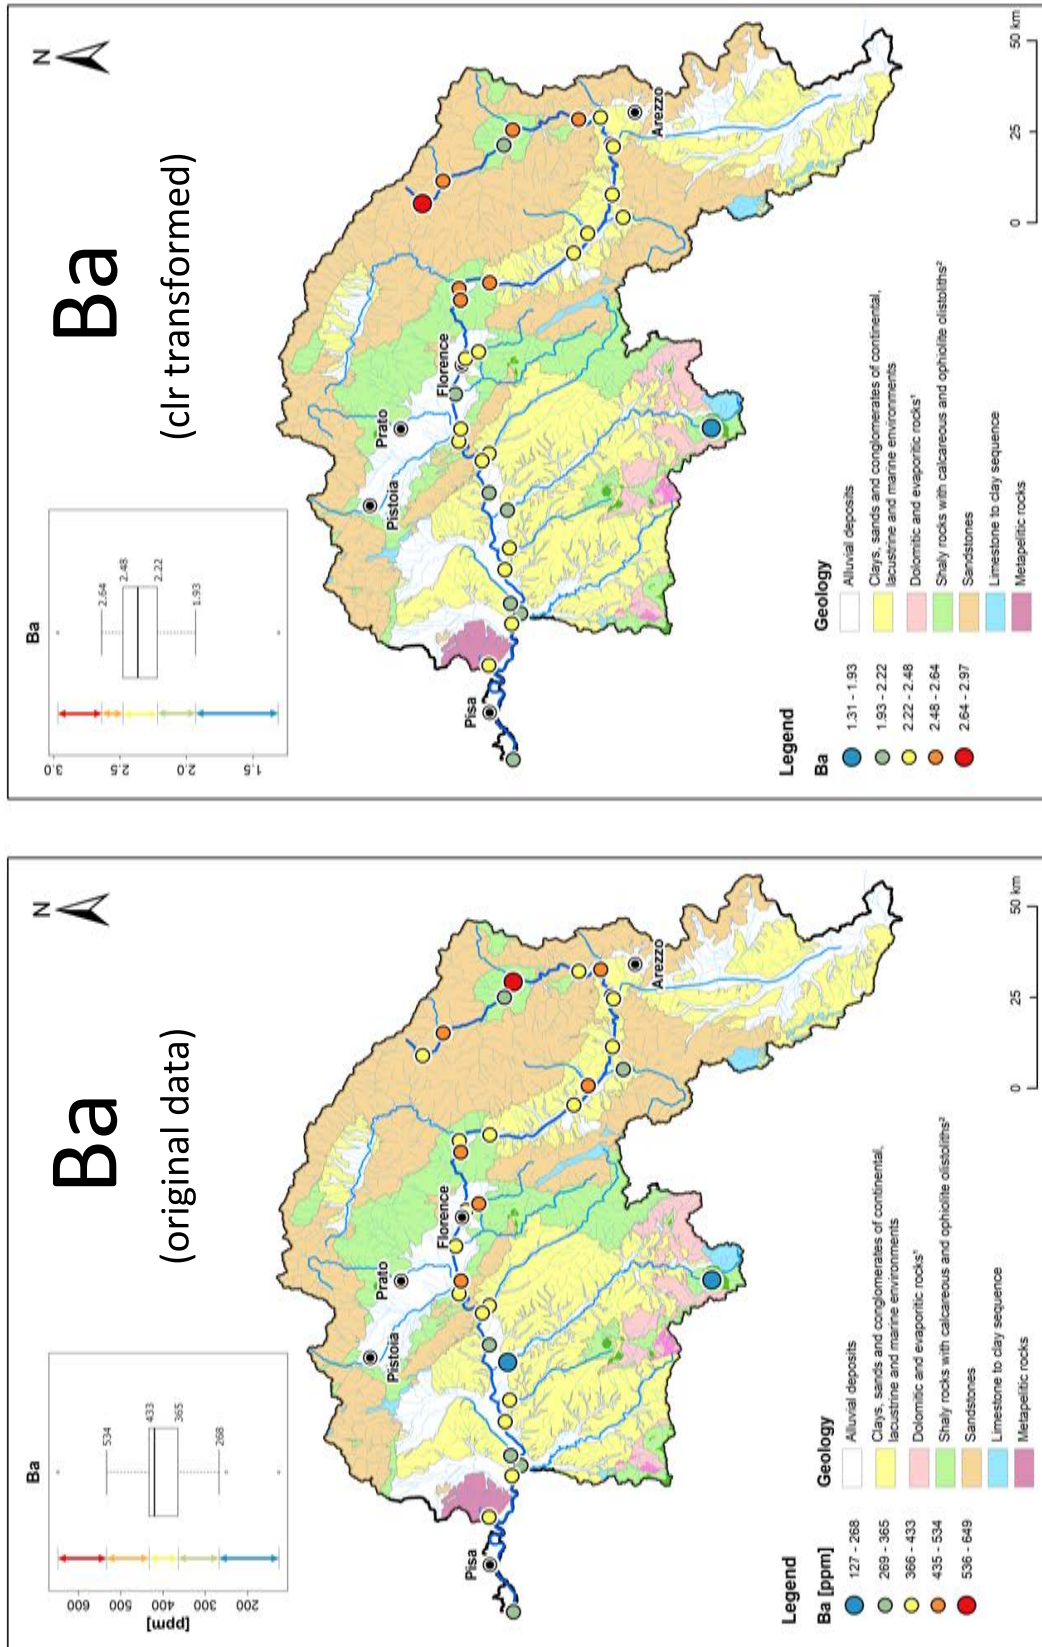 Ba
(original data)
N
Ba
600
500
400
300
200
[ppm]
534
433
365
268
Pistoia
Prato
Florence
Pisa
Arezzo
Legend
Ba [ppm]
127 - 268
269 - 365
366 - 433
435 - 534
536 - 649
Geology
Alluvial deposits
Clays, sands and conglomerates of continental,
lacustrine and marine environments
Dolomitic and evaporitic rocks¹
Shaly rocks with calcareous and ophiolite olistoliths²
Sandstones
Limestone to clay sequence
Metapelitic rocks
0 25 50 km
Ba
(clr transformed)
N
Ba
3.0
2.5
2.0
1.5
2.64
2.48
2.22
1.93
Pistoia
Prato
Florence
Pisa
Arezzo
Legend
Ba
1.31 - 1.93
1.93 - 2.22
2.22 - 2.48
2.48 - 2.64
2.64 - 2.97
Geology
Alluvial deposits
Clays, sands and conglomerates of continental,
lacustrine and marine environments
Dolomitic and evaporitic rocks¹
Shaly rocks with calcareous and ophiolite olistoliths²
Sandstones
Limestone to clay sequence
Metapelitic rocks
0 25 50 km